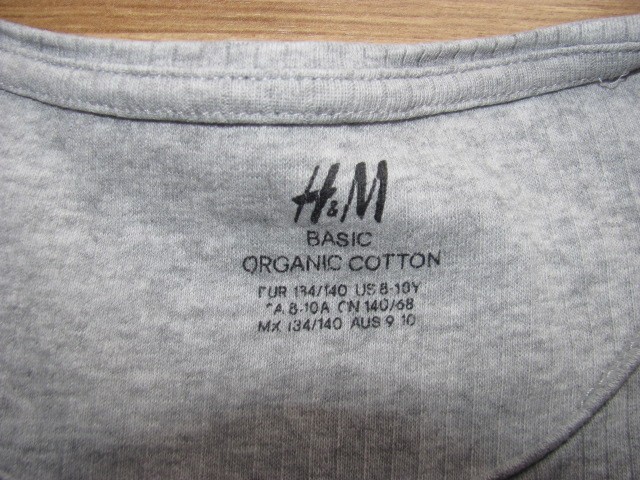 H&M
BASIC
ORGANIC COTTON
EUR 134/140 US 8-10Y
CA 8-10A CN 140/68
MX 134/140 AUS 9-10